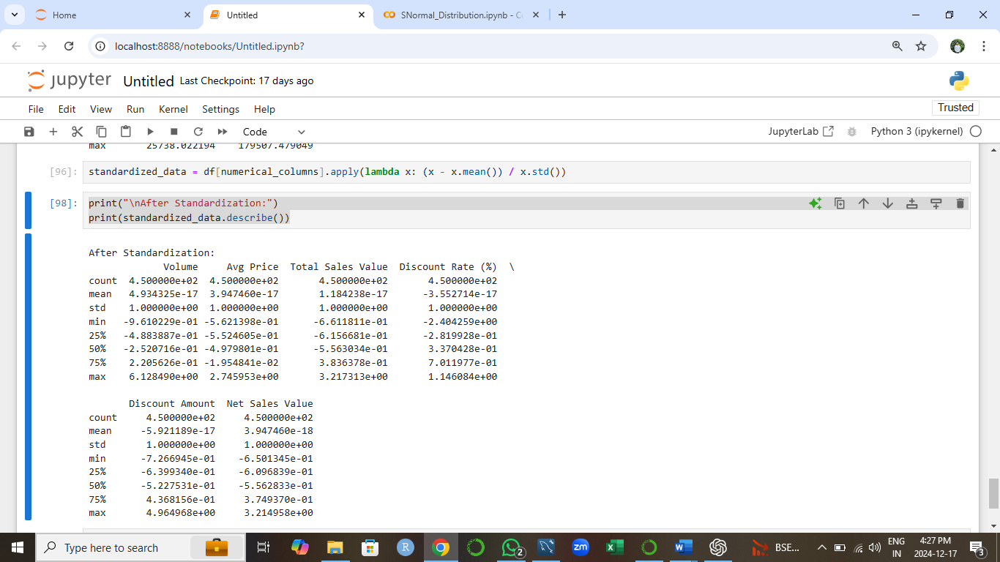 Home
Untitled
SNormal_Distribution.ipynb - C
localhost:8888/notebooks/Untitled.ipynb?
jupyter Untitled Last Checkpoint: 17 days ago
File Edit View Run Kernel Settings Help
Trusted
Code
JupyterLab
Python 3 (ipykernel)
max 25738.022194 179507.479049
[96]: standardized_data = df[numerical_columns].apply(lambda x: (x - x.mean()) / x.std())
[98]: print("\nAfter Standardization:")
print(standardized_data.describe())
After Standardization:
Volume Avg Price Total Sales Value Discount Rate (%) \
count 4.500000e+02 4.500000e+02 4.500000e+02 4.500000e+02
mean 4.934325e-17 3.947460e-17 1.184238e-17 -3.552714e-17
std 1.000000e+00 1.000000e+00 1.000000e+00 1.000000e+00
min -9.610229e-01 -5.621398e-01 -6.611811e-01 -2.404259e+00
25% -4.883887e-01 -5.524605e-01 -6.156681e-01 -2.819928e-01
50% -2.520716e-01 -4.979801e-01 -5.563034e-01 3.370428e-01
75% 2.205626e-01 -1.954841e-02 3.836378e-01 7.011977e-01
max 6.128490e+00 2.745953e+00 3.217313e+00 1.146084e+00
Discount Amount Net Sales Value
count 4.500000e+02 4.500000e+02
mean -5.921189e-17 3.947460e-18
std 1.000000e+00 1.000000e+00
min -7.266945e-01 -6.501345e-01
25% -6.399340e-01 -6.096839e-01
50% -5.227531e-01 -5.562833e-01
75% 4.368156e-01 3.749370e-01
max 4.964968e+00 3.214958e+00
Type here to search
R
2
zm
W
BSE...
ENG
IN
4:27 PM
2024-12-17
3